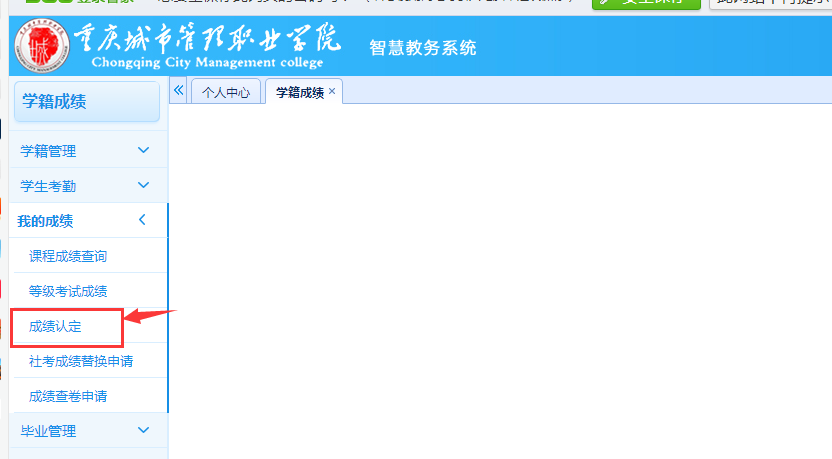 重庆城市管理职业学院
Chongqing City Management college
智慧教务系统
学籍成绩
个人中心
学籍成绩
学籍管理
学生考勤
我的成绩
课程成绩查询
等级考试成绩
成绩认定
社考成绩替换申请
成绩查卷申请
毕业管理